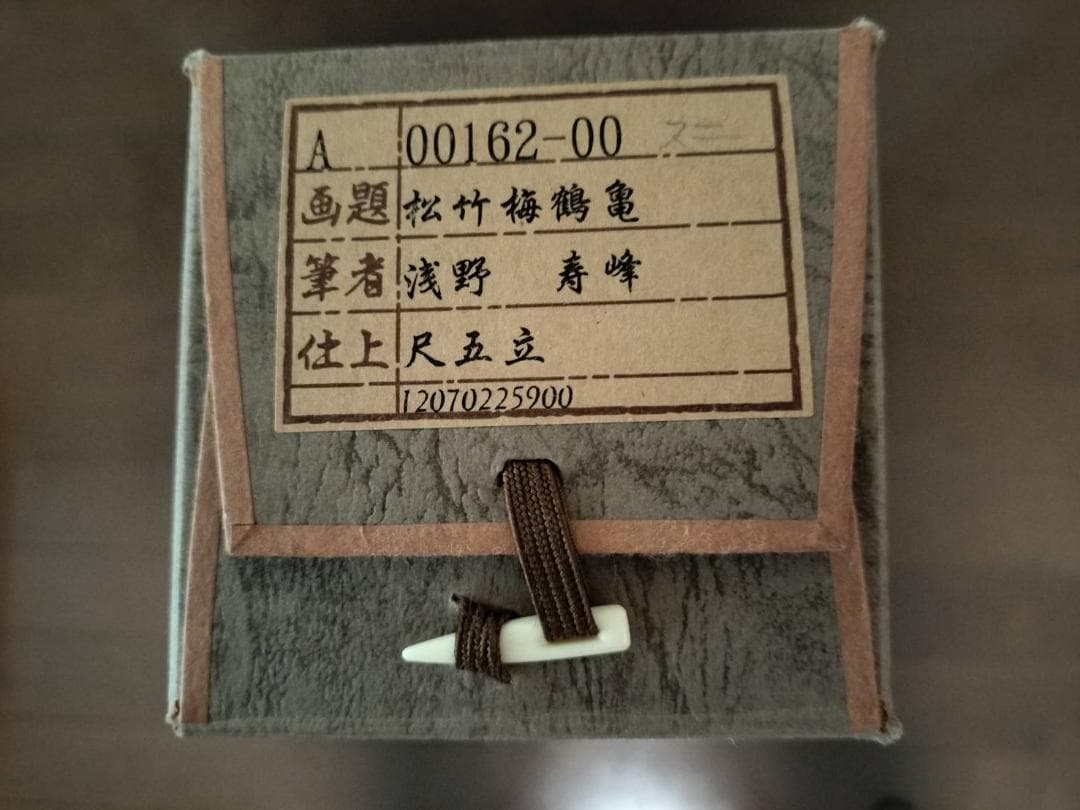 A 00162-00
画題 松竹梅鶴亀
筆者 浅野 寿峰
仕上 尺五立
12070225900